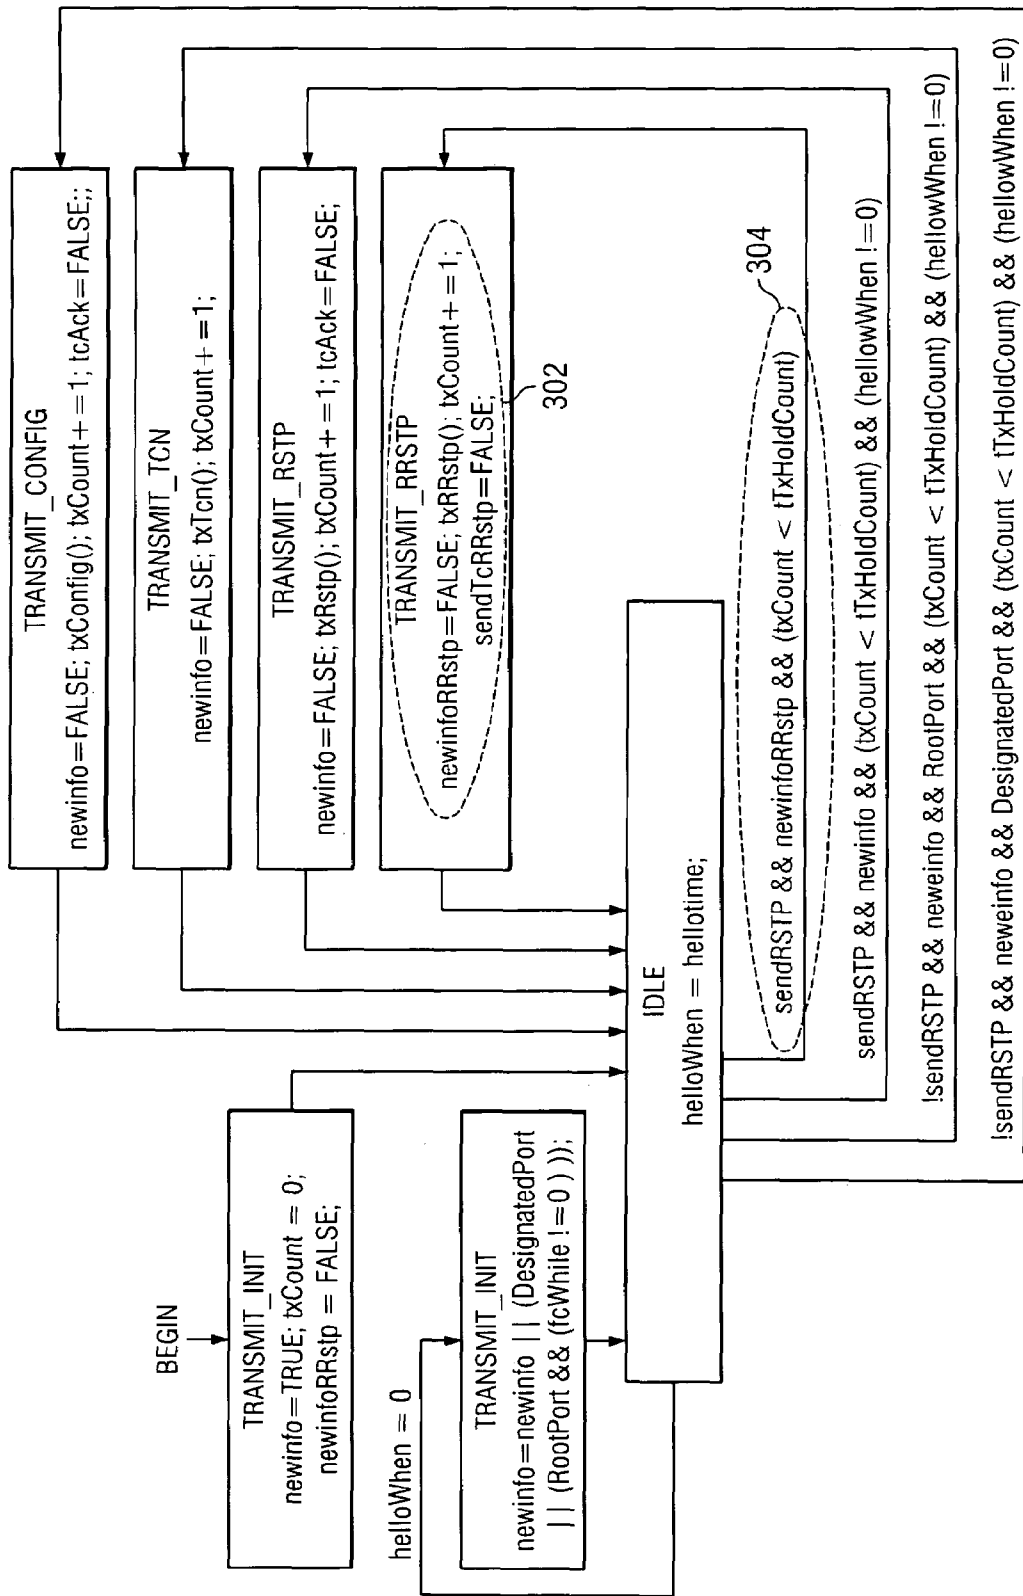 BEGIN
TRANSMIT_INIT
newinfo=TRUE; txCount = 0;
newinfoRRstp = FALSE;
helloWhen = 0
TRANSMIT_INIT
newinfo=newinfo || (DesignatedPort
|| (RootPort && (fcWhile !=0 ) ));
IDLE
helloWhen = hellotime;
TRANSMIT_CONFIG
newinfo=FALSE; txConfig(); txCount+=1; tcAck=FALSE;;
TRANSMIT_TCN
newinfo=FALSE; txTcn(); txCount+=1;
TRANSMIT_RSTP
newinfo=FALSE; txRstp(); txCount+=1; tcAck=FALSE;
TRANSMIT_RRSTP
newinfoRRstp=FALSE; txRRstp(); txCount+=1;
sendTcRRstp=FALSE;
302
304
sendRSTP && newinfoRRstp && (txCount < tTxHoldCount)
sendRSTP && newinfo && (txCount < tTxHoldCount) && (hellowWhen !=0)
!sendRSTP && neweinfo && RootPort && (txCount < tTxHoldCount) && (hellowWhen !=0)
!sendRSTP && neweinfo && DesignatedPort && (txCount < tTxHoldCount) && (hellowWhen !=0)